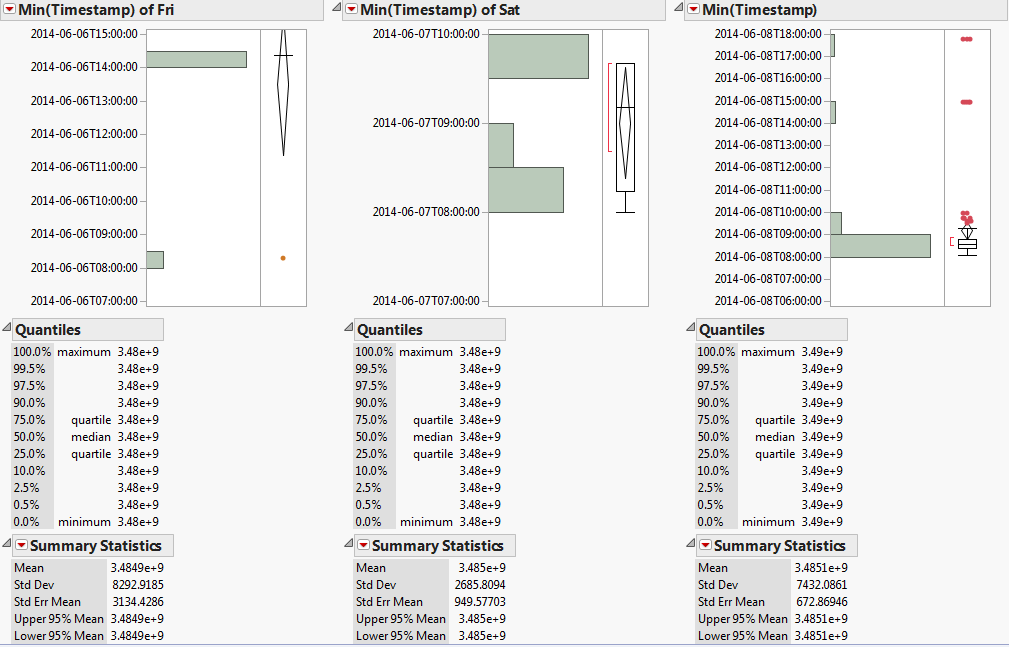 Min(Timestamp) of Fri
2014-06-06T15:00:00
2014-06-06T14:00:00
2014-06-06T13:00:00
2014-06-06T12:00:00
2014-06-06T11:00:00
2014-06-06T10:00:00
2014-06-06T09:00:00
2014-06-06T08:00:00
2014-06-06T07:00:00
Quantiles
100.0% maximum 3.48e+9
99.5% 3.48e+9
97.5% 3.48e+9
90.0% 3.48e+9
75.0% quartile 3.48e+9
50.0% median 3.48e+9
25.0% quartile 3.48e+9
10.0% 3.48e+9
2.5% 3.48e+9
0.5% 3.48e+9
0.0% minimum 3.48e+9
Summary Statistics
Mean 3.4849e+9
Std Dev 8292.9185
Std Err Mean 3134.4286
Upper 95% Mean 3.4849e+9
Lower 95% Mean 3.4849e+9
Min(Timestamp) of Sat
2014-06-07T10:00:00
2014-06-07T09:00:00
2014-06-07T08:00:00
2014-06-07T07:00:00
Quantiles
100.0% maximum 3.48e+9
99.5% 3.48e+9
97.5% 3.48e+9
90.0% 3.48e+9
75.0% quartile 3.48e+9
50.0% median 3.48e+9
25.0% quartile 3.48e+9
10.0% 3.48e+9
2.5% 3.48e+9
0.5% 3.48e+9
0.0% minimum 3.48e+9
Summary Statistics
Mean 3.485e+9
Std Dev 2685.8094
Std Err Mean 949.57703
Upper 95% Mean 3.485e+9
Lower 95% Mean 3.485e+9
Min(Timestamp)
2014-06-08T18:00:00
2014-06-08T17:00:00
2014-06-08T16:00:00
2014-06-08T15:00:00
2014-06-08T14:00:00
2014-06-08T13:00:00
2014-06-08T12:00:00
2014-06-08T11:00:00
2014-06-08T10:00:00
2014-06-08T09:00:00
2014-06-08T08:00:00
2014-06-08T07:00:00
2014-06-08T06:00:00
Quantiles
100.0% maximum 3.49e+9
99.5% 3.49e+9
97.5% 3.49e+9
90.0% 3.49e+9
75.0% quartile 3.49e+9
50.0% median 3.49e+9
25.0% quartile 3.49e+9
10.0% 3.49e+9
2.5% 3.49e+9
0.5% 3.49e+9
0.0% minimum 3.49e+9
Summary Statistics
Mean 3.4851e+9
Std Dev 7432.0861
Std Err Mean 672.86946
Upper 95% Mean 3.4851e+9
Lower 95% Mean 3.4851e+9